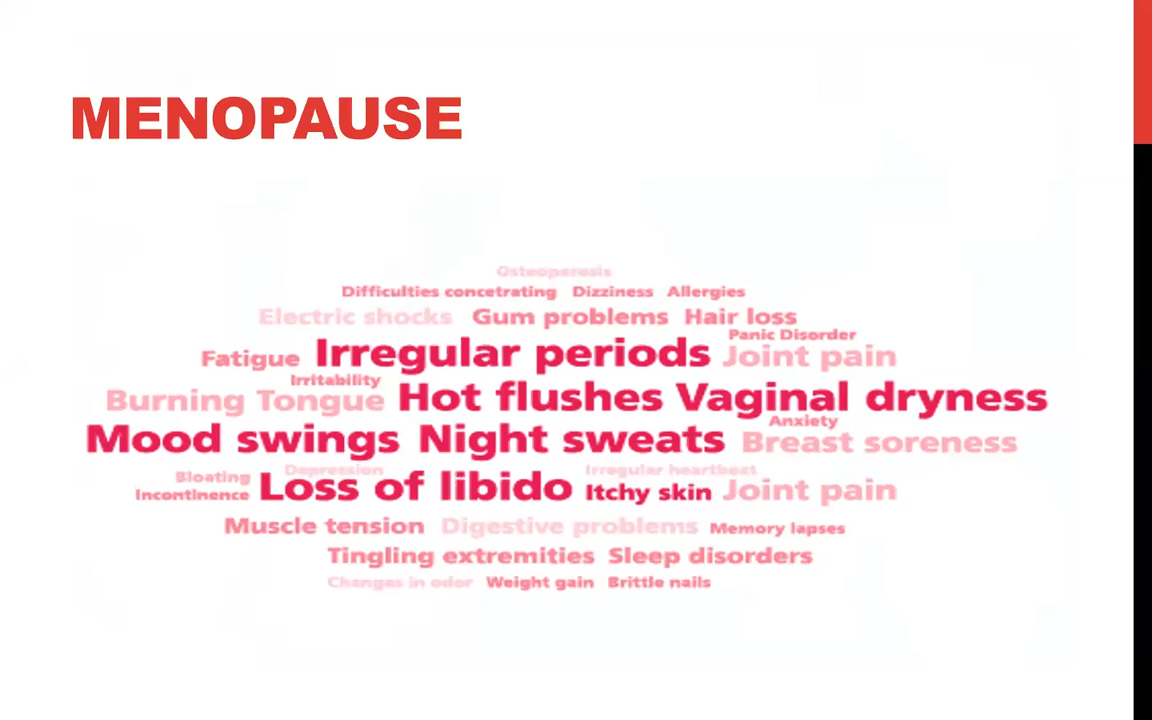 MENOPAUSE
Osteoporosis
Difficulties concetrating Dizziness Allergies
Electric shocks Gum problems Hair loss
Panic Disorder
Fatigue Irregular periods Joint pain
Irritability
Burning Tongue Hot flushes Vaginal dryness
Anxiety
Mood swings Night sweats Breast soreness
Bloating Depression Irregular heartbeat
Incontinence Loss of libido Itchy skin Joint pain
Muscle tension Digestive problems Memory lapses
Tingling extremities Sleep disorders
Changes in odor Weight gain Brittle nails